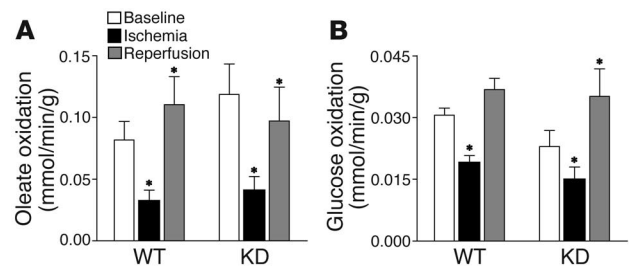 A
Baseline
Ischemia
Reperfusion
Oleate oxidation
(mmol/min/g)
0.15
0.10
0.05
0.00
*
*
*
*
WT
KD
B
Glucose oxidation
(mmol/min/g)
0.045
0.030
0.015
0.000
*
*
*
WT
KD